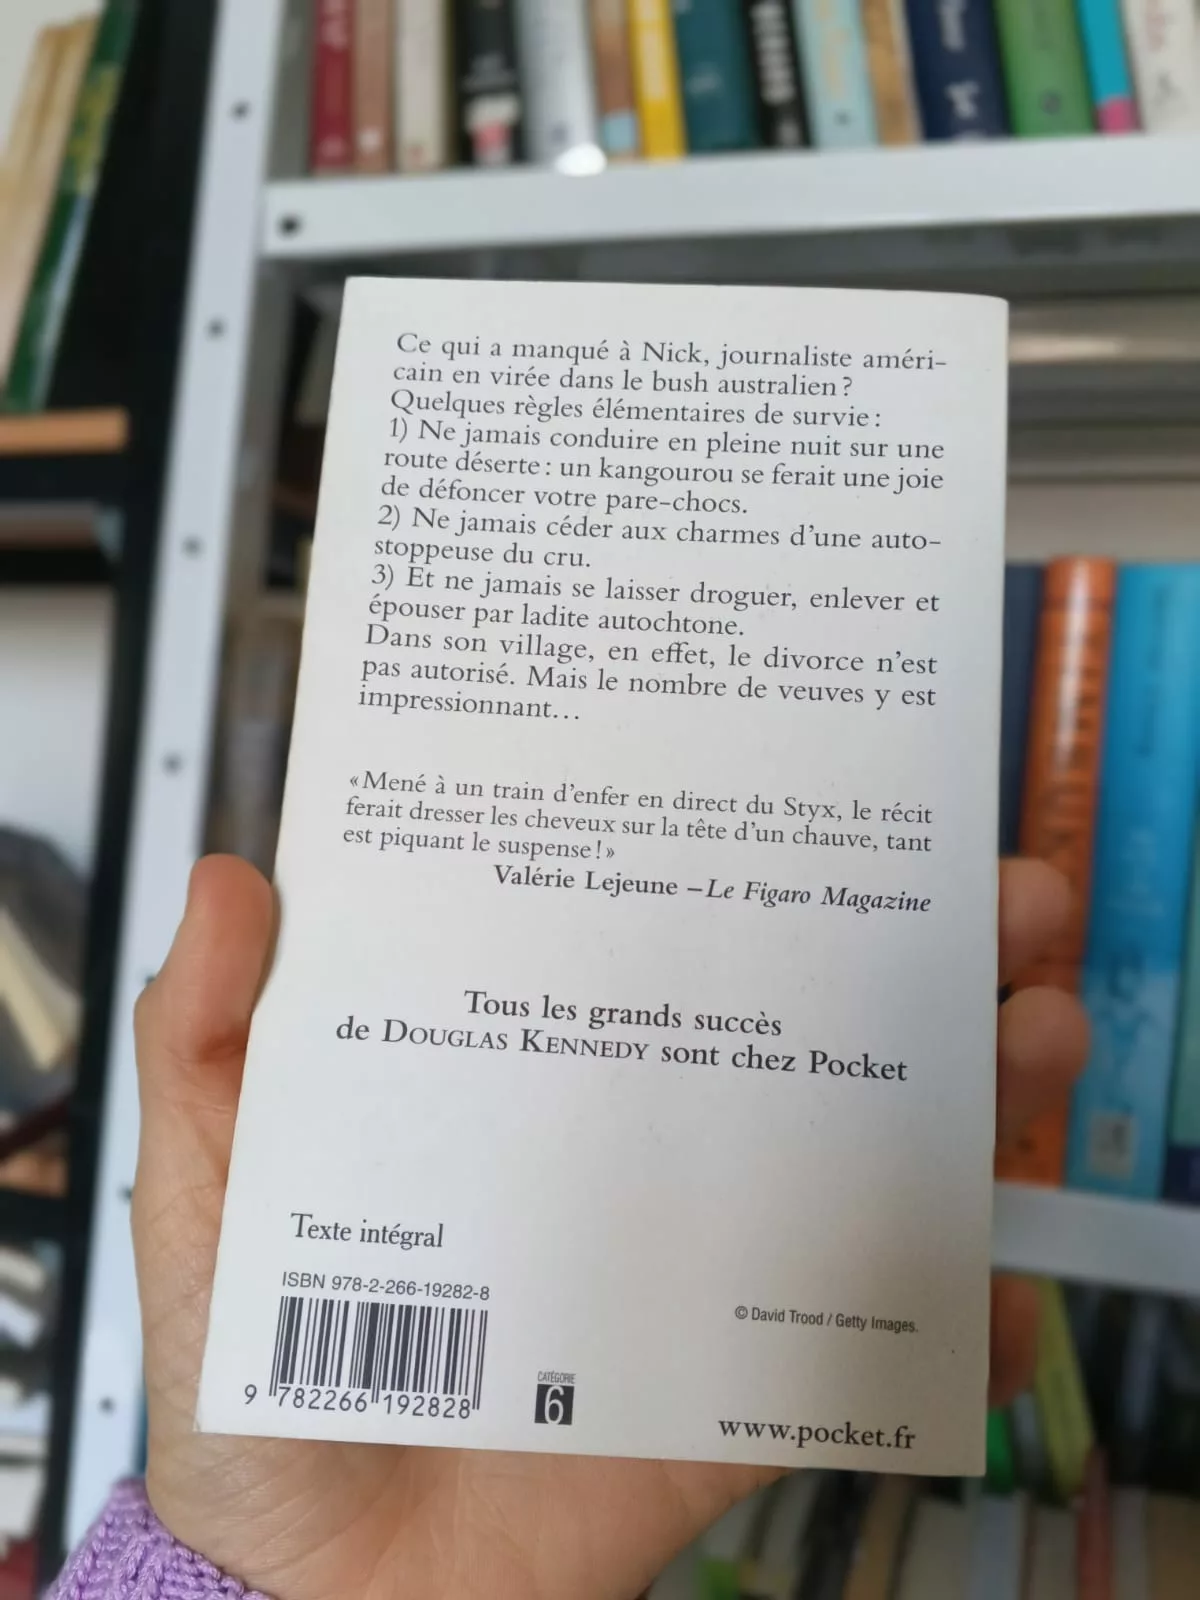 Ce qui a manqué à Nick, journaliste améri-
cain en virée dans le bush australien ?
Quelques règles élémentaires de survie :
1) Ne jamais conduire en pleine nuit sur une
route déserte : un kangourou se ferait une joie
de défoncer votre pare-chocs.
2) Ne jamais céder aux charmes d'une auto-
stoppeuse du cru.
3) Et ne jamais se laisser droguer, enlever et
épouser par ladite autochtone.
Dans son village, en effet, le divorce n'est
pas autorisé. Mais le nombre de veuves y est
impressionnant...
« Mené à un train d'enfer en direct du Styx, le récit
ferait dresser les cheveux sur la tête d'un chauve, tant
est piquant le suspense ! »
Valérie Lejeune – Le Figaro Magazine
Tous les grands succès
de DOUGLAS KENNEDY sont chez Pocket
Texte intégral
ISBN 978-2-266-19282-8
9 782266 192828
CATÉGORIE
6
© David Trood / Getty Images.
www.pocket.fr